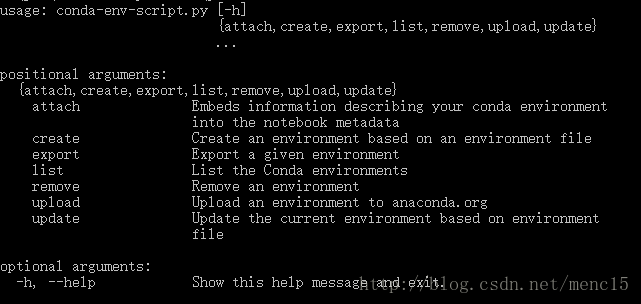 usage: conda-env-script.py [-h]
{attach,create,export,list,remove,upload,update}
...
positional arguments:
{attach,create,export,list,remove,upload,update}
attach Embeds information describing your conda environment
into the notebook metadata
create Create an environment based on an environment file
export Export a given environment
list List the Conda environments
remove Remove an environment
upload Upload an environment to anaconda.org
update Update the current environment based on environment
file
optional arguments:
-h, --help Show this help message and exit.
http://blog.csdn.net/menc15